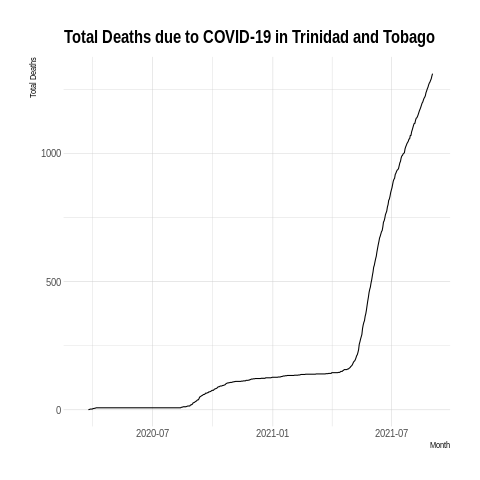 Total Deaths due to COVID-19 in Trinidad and Tobago
Total Deaths
1000
500
0
2020-07
2021-01
2021-07
Month